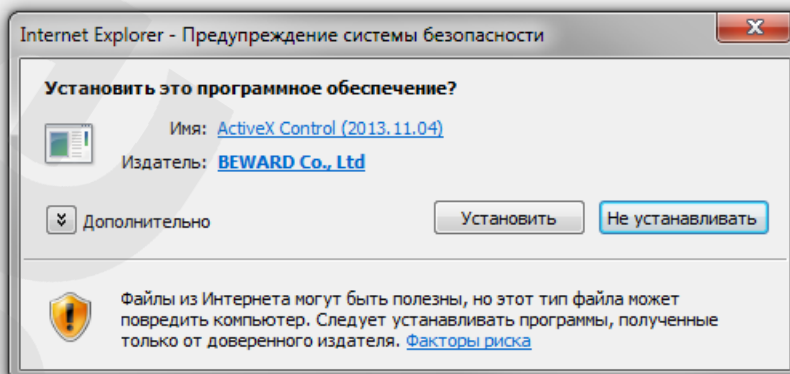 Internet Explorer - Предупреждение системы безопасности
Установить это программное обеспечение?
Имя: ActiveX Control (2013.11.04)
Издатель: BEWARD Co., Ltd
Дополнительно
Установить
Не устанавливать
Файлы из Интернета могут быть полезны, но этот тип файла может
повредить компьютер. Следует устанавливать программы, полученные
только от доверенного издателя. Факторы риска